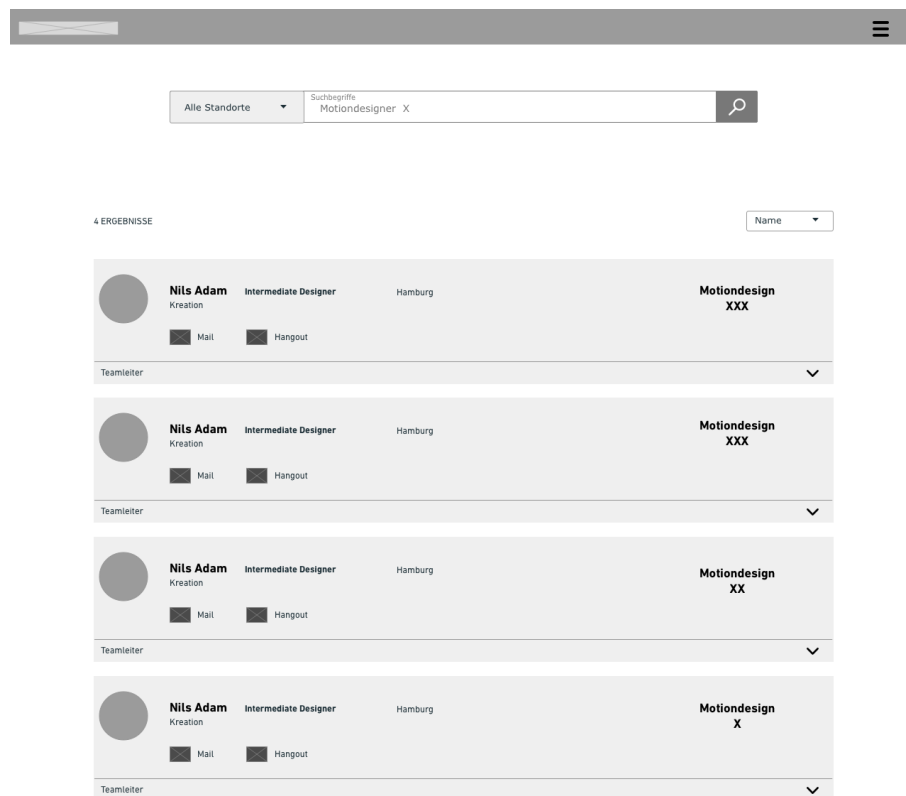 Suchbegriffe
Alle Standorte
Motiondesigner X
4 ERGEBNISSE
Name
Nils Adam Intermediate Designer Hamburg Motiondesign
Kreation XXX
Mail Hangout
Teamleiter
Nils Adam Intermediate Designer Hamburg Motiondesign
Kreation XXX
Mail Hangout
Teamleiter
Nils Adam Intermediate Designer Hamburg Motiondesign
Kreation XX
Mail Hangout
Teamleiter
Nils Adam Intermediate Designer Hamburg Motiondesign
Kreation X
Mail Hangout
Teamleiter